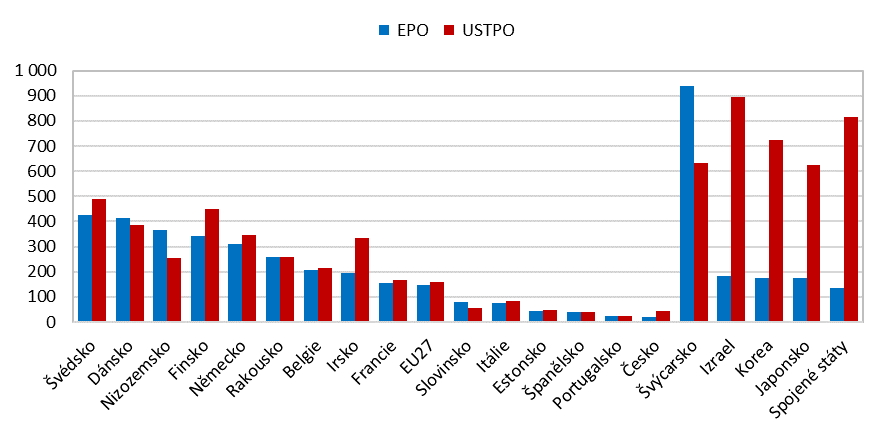 EPO USTPO
1 000
900
800
700
600
500
400
300
200
100
0
Švédsko
Dánsko
Nizozemsko
Finsko
Německo
Rakousko
Belgie
Irsko
Francie
EU27
Slovinsko
Itálie
Estonsko
Španělsko
Portugalsko
Česko
Švýcarsko
Izrael
Korea
Japonsko
Spojené státy